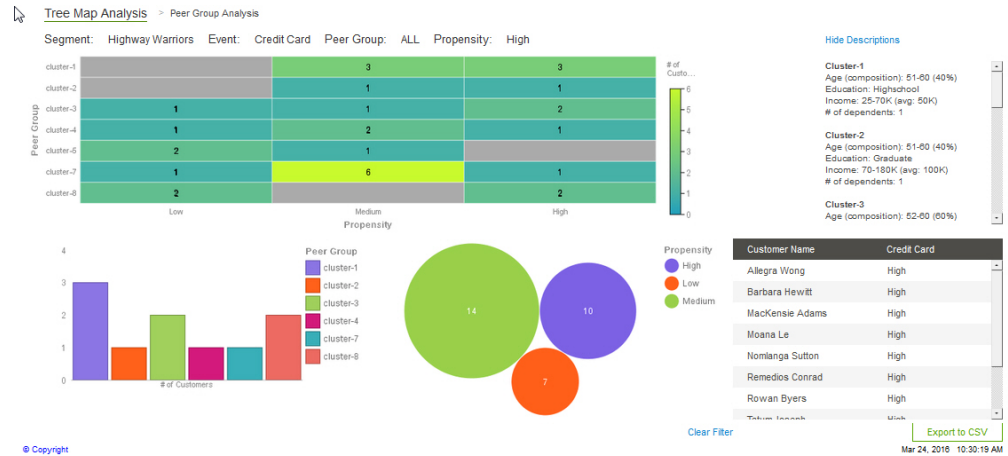 Tree Map Analysis > Peer Group Analysis
Segment: Highway Warriors Event: Credit Card Peer Group: ALL Propensity: High
Hide Descriptions
cluster-1 3 3
cluster-2 1 1
cluster-3 1 1 2
cluster-4 1 2 1
cluster-6 2 1
cluster-7 1 6 1
cluster-8 2 2
Peer Group
Low Medium High
Propensity
# of
Custo...
6
5
4
3
2
1
0
Cluster-1
Age (composition): 51-60 (40%)
Education: Highschool
Income: 25-70K (avg: 50K)
# of dependents: 1
Cluster-2
Age (composition): 51-60 (40%)
Education: Graduate
Income: 70-180K (avg: 100K)
# of dependents: 1
Cluster-3
Age (composition): 52-60 (60%)
4
3
2
1
0
# of Customers
Peer Group
cluster-1
cluster-2
cluster-3
cluster-4
cluster-7
cluster-8
14
10
7
Propensity
High
Low
Medium
Customer Name Credit Card
Allegra Wong High
Barbara Hewitt High
MacKensie Adams High
Moana Le High
Nomlanga Sutton High
Remedios Conrad High
Rowan Byers High
Tatum Joseph High
Clear Filter
Export to CSV
© Copyright
Mar 24, 2016 10:30:19 AM